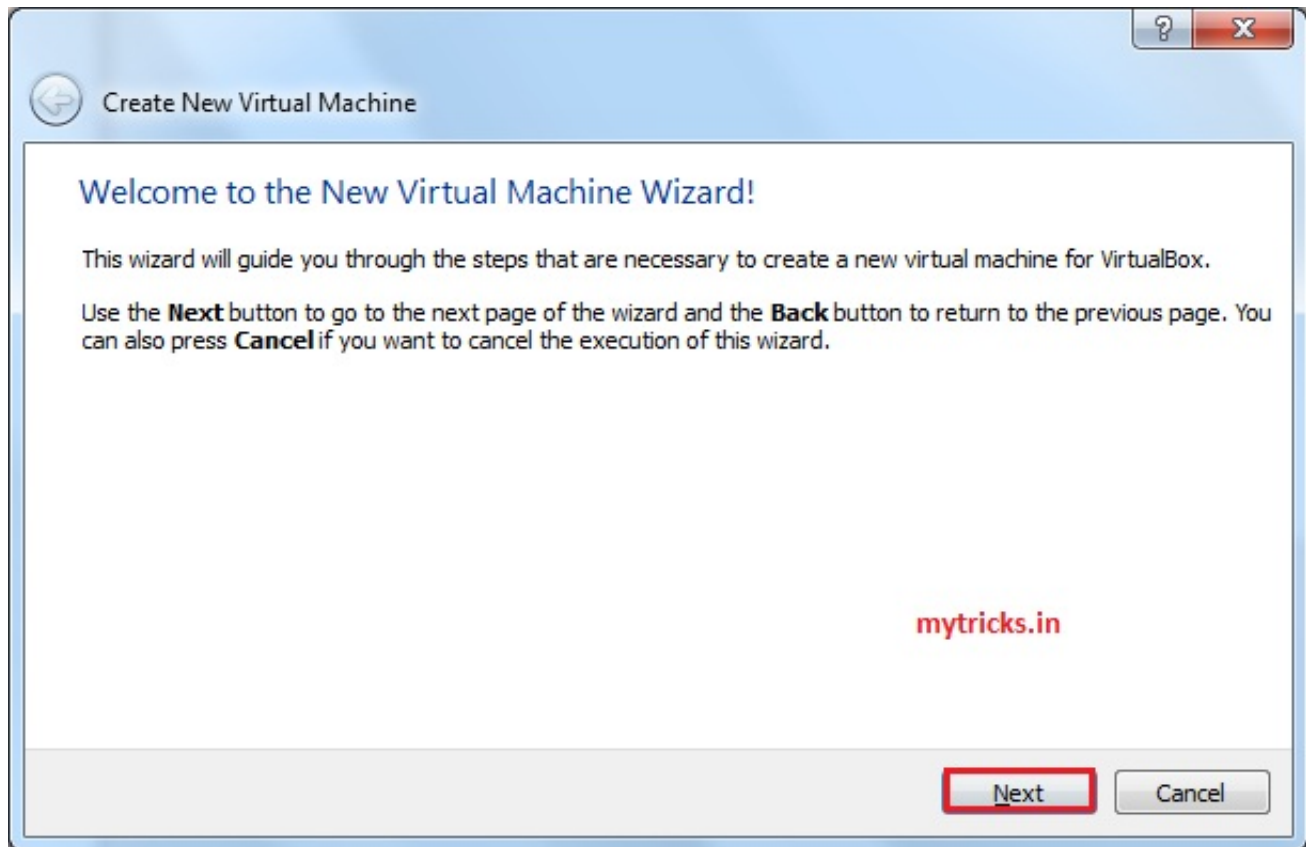 Create New Virtual Machine
Welcome to the New Virtual Machine Wizard!
This wizard will guide you through the steps that are necessary to create a new virtual machine for VirtualBox.
Use the Next button to go to the next page of the wizard and the Back button to return to the previous page. You
can also press Cancel if you want to cancel the execution of this wizard.
mytricks.in
Next
Cancel